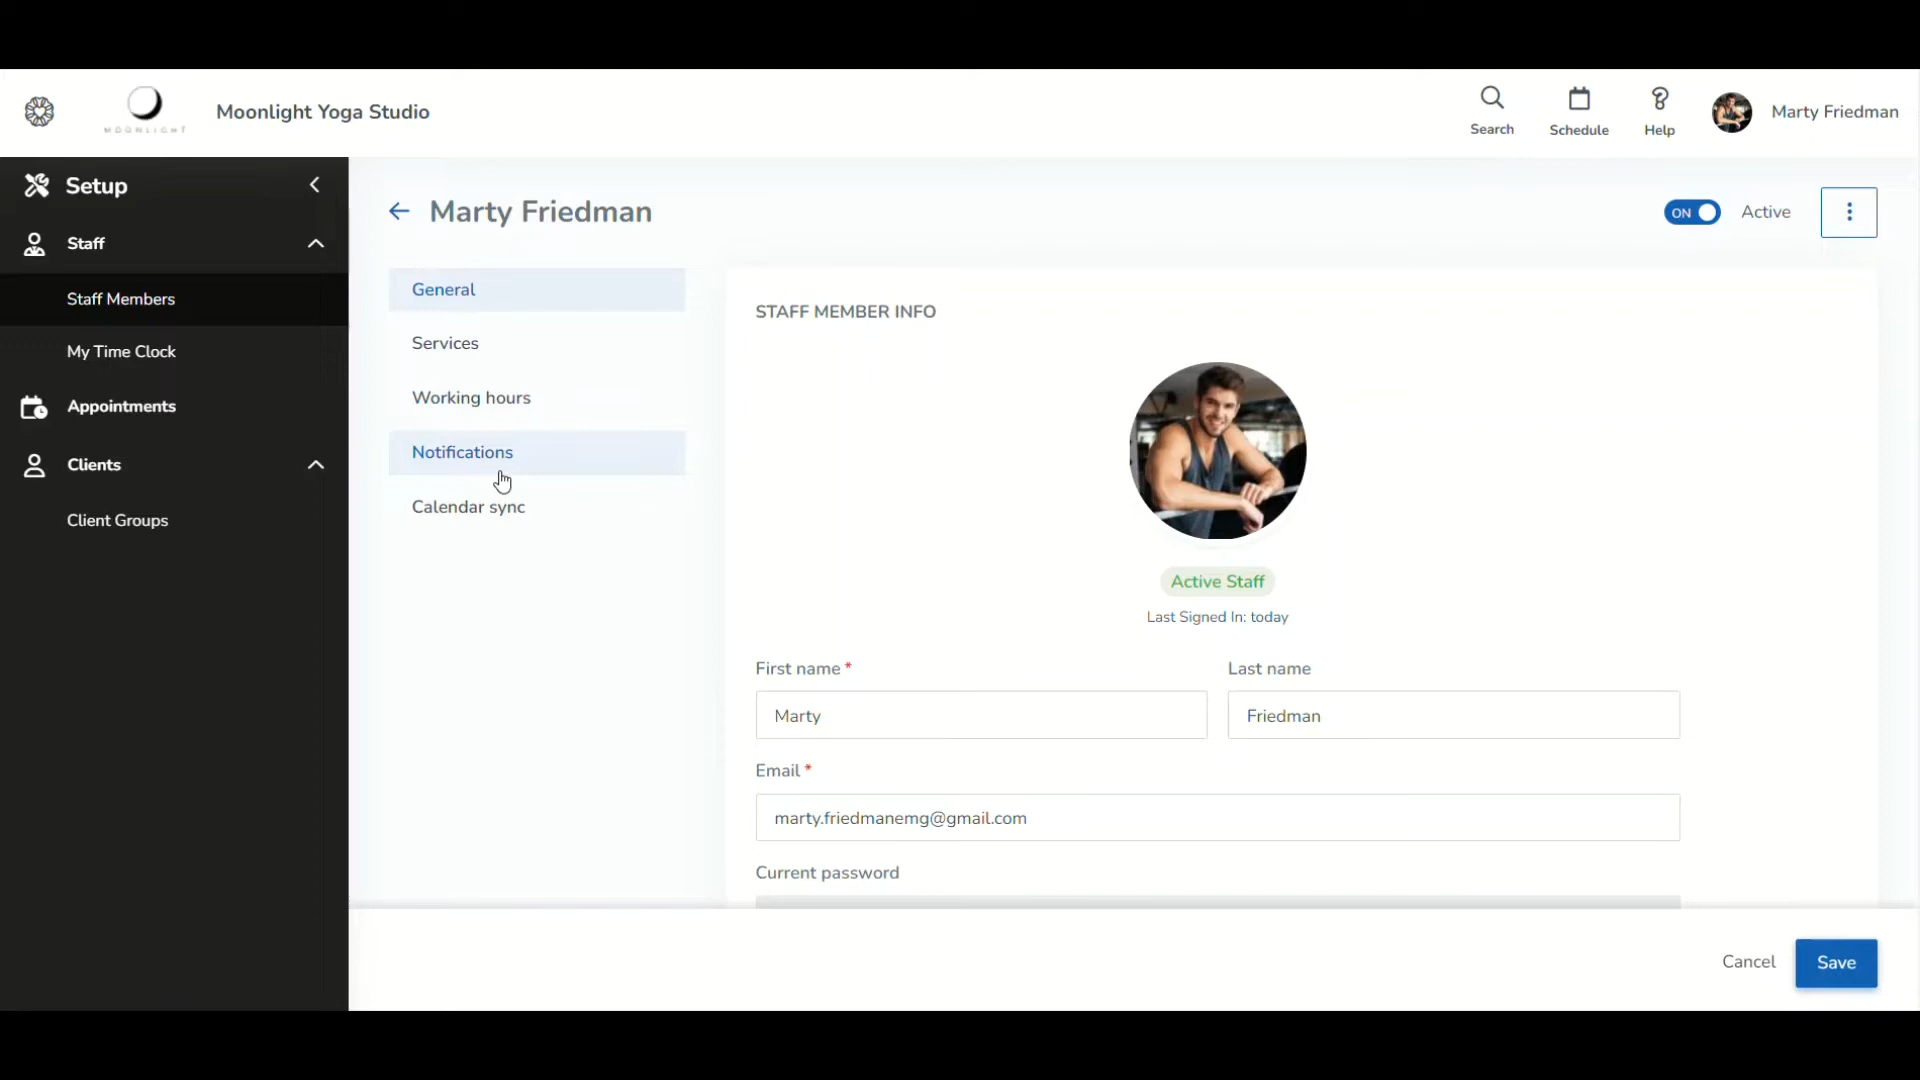 MOONLIGHT
Moonlight Yoga Studio
Search
Schedule
Help
Marty Friedman
Setup
Staff
Staff Members
My Time Clock
Appointments
Clients
Client Groups
Marty Friedman
ON
Active
General
Services
Working hours
Notifications
Calendar sync
STAFF MEMBER INFO
Active Staff
Last Signed In: today
First name *
Last name
Marty
Friedman
Email *
marty.friedmanemg@gmail.com
Current password
Cancel
Save